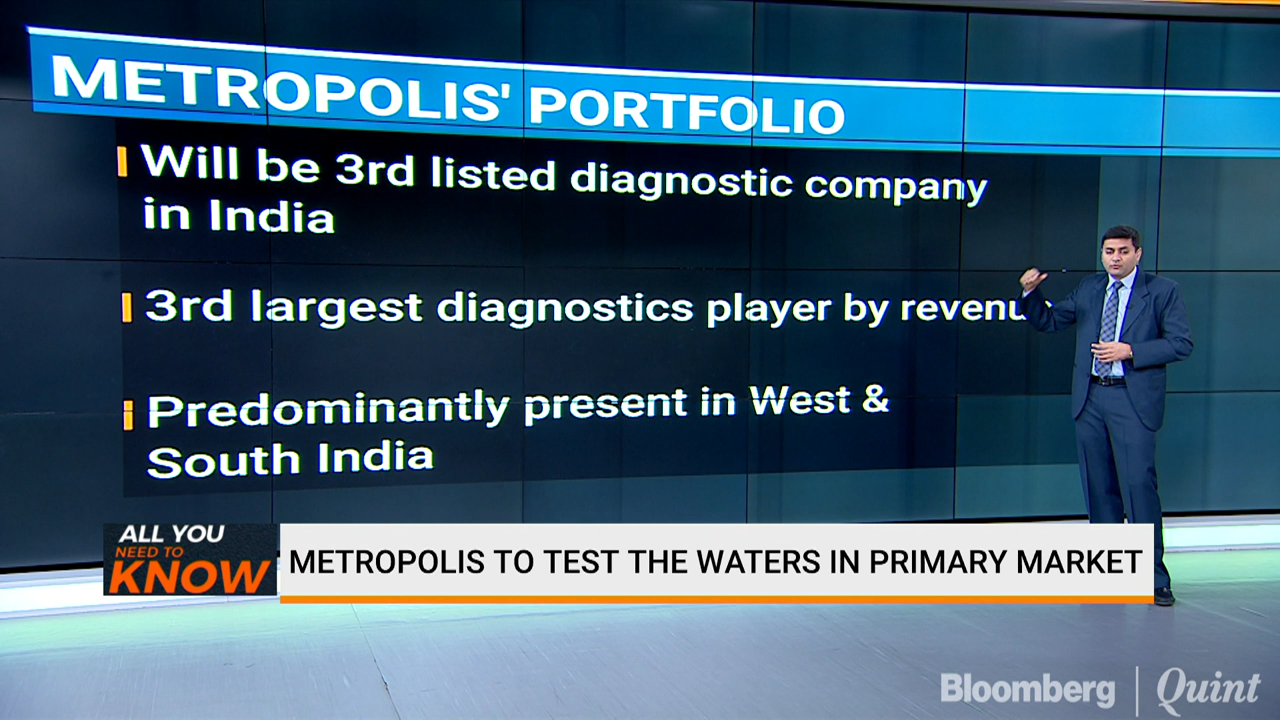 METROPOLIS' PORTFOLIO
Will be 3rd listed diagnostic company
in India
3rd largest diagnostics player by revenu
Predominantly present in West &
South India
ALL YOU
NEED TO
KNOW
METROPOLIS TO TEST THE WATERS IN PRIMARY MARKET
Bloomberg | Quint